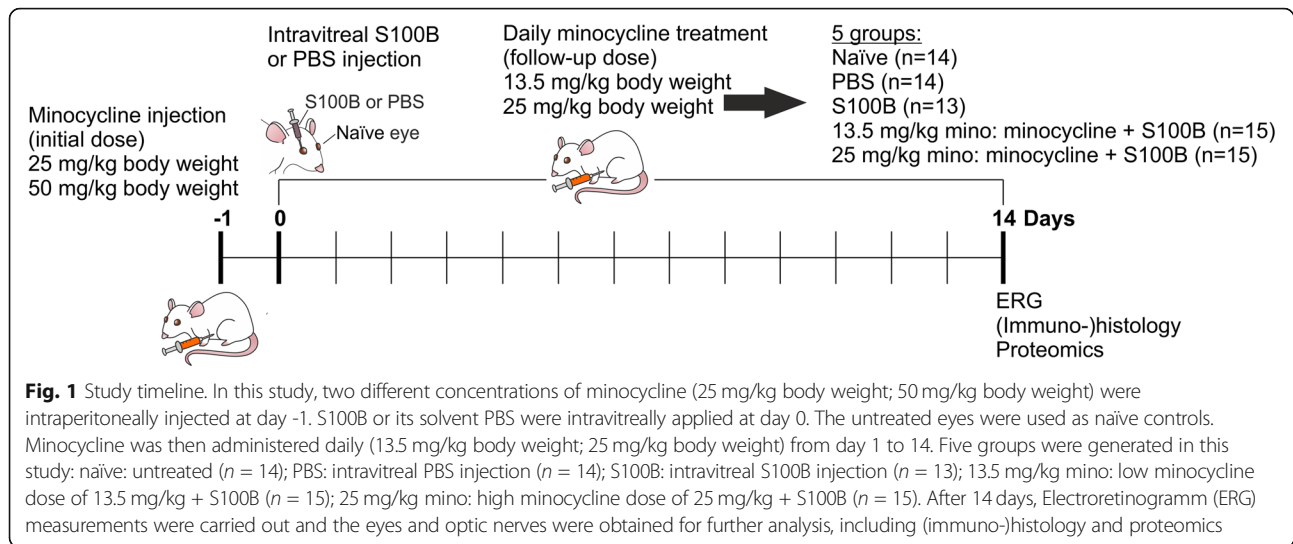 Intravitreal S100B
or PBS injection
Daily minocycline treatment
(follow-up dose)
13.5 mg/kg body weight
25 mg/kg body weight
5 groups:
Naïve (n=14)
PBS (n=14)
S100B (n=13)
13.5 mg/kg mino: minocycline + S100B (n=15)
25 mg/kg mino: minocycline + S100B (n=15)
Minocycline injection
(initial dose)
25 mg/kg body weight
50 mg/kg body weight
S100B or PBS
Naïve eye
-1
0
14 Days
ERG
(Immuno-)histology
Proteomics
Fig. 1 Study timeline. In this study, two different concentrations of minocycline (25 mg/kg body weight; 50 mg/kg body weight) were
intraperitoneally injected at day -1. S100B or its solvent PBS were intravitreally applied at day 0. The untreated eyes were used as naïve controls.
Minocycline was then administered daily (13.5 mg/kg body weight; 25 mg/kg body weight) from day 1 to 14. Five groups were generated in this
study: naïve: untreated (n = 14); PBS: intravitreal PBS injection (n = 14); S100B: intravitreal S100B injection (n = 13); 13.5 mg/kg mino: low minocycline
dose of 13.5 mg/kg + S100B (n = 15); 25 mg/kg mino: high minocycline dose of 25 mg/kg + S100B (n = 15). After 14 days, Electroretinogramm (ERG)
measurements were carried out and the eyes and optic nerves were obtained for further analysis, including (immuno-)histology and proteomics